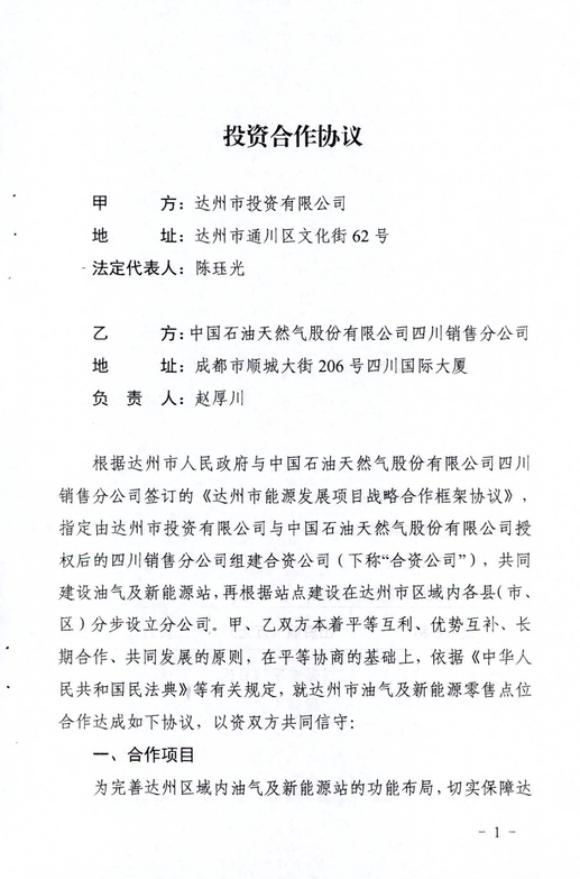 投资合作协议
甲　　方：达州市投资有限公司
地　　址：达州市通川区文化街 62 号
法定代表人：陈珏光
乙　　方：中国石油天然气股份有限公司四川销售分公司
地　　址：成都市顺城大街 206 号四川国际大厦
负 责 人：赵厚川
根据达州市人民政府与中国石油天然气股份有限公司四川
销售分公司签订的《达州市能源发展项目战略合作框架协议》，
指定由达州市投资有限公司与中国石油天然气股份有限公司授
权后的四川销售分公司组建合资公司（下称“合资公司”），共同
建设油气及新能源站，再根据站点建设在达州市区域内各县（市、
区）分步设立分公司。甲、乙双方本着平等互利、优势互补、长
期合作、共同发展的原则，在平等协商的基础上，依据《中华人
民共和国民法典》等有关规定，就达州市油气及新能源零售点位
合作达成如下协议，以资双方共同信守：
一、合作项目
为完善达州区域内油气及新能源站的功能布局，切实保障达
- 1 -